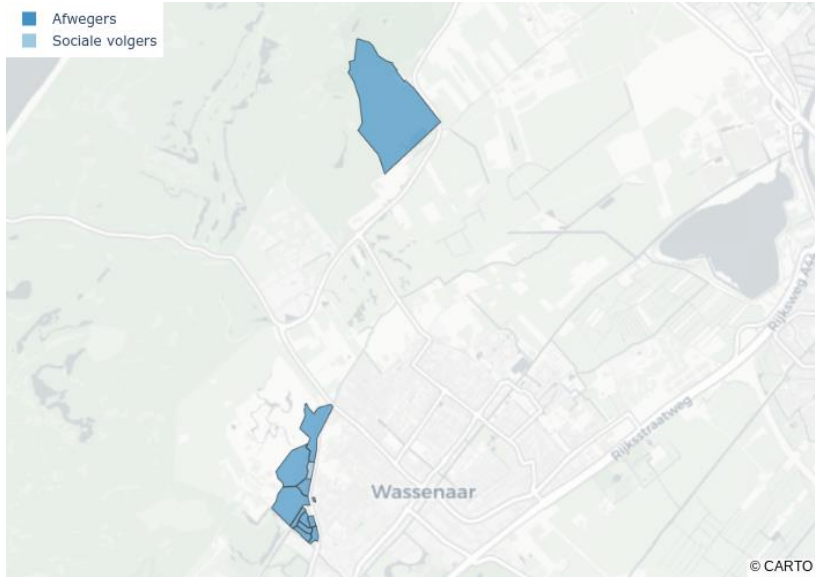 Afwegers
Sociale volgers
Rijksweg A44
Rijksstraatweg
Wassenaar
© CARTO